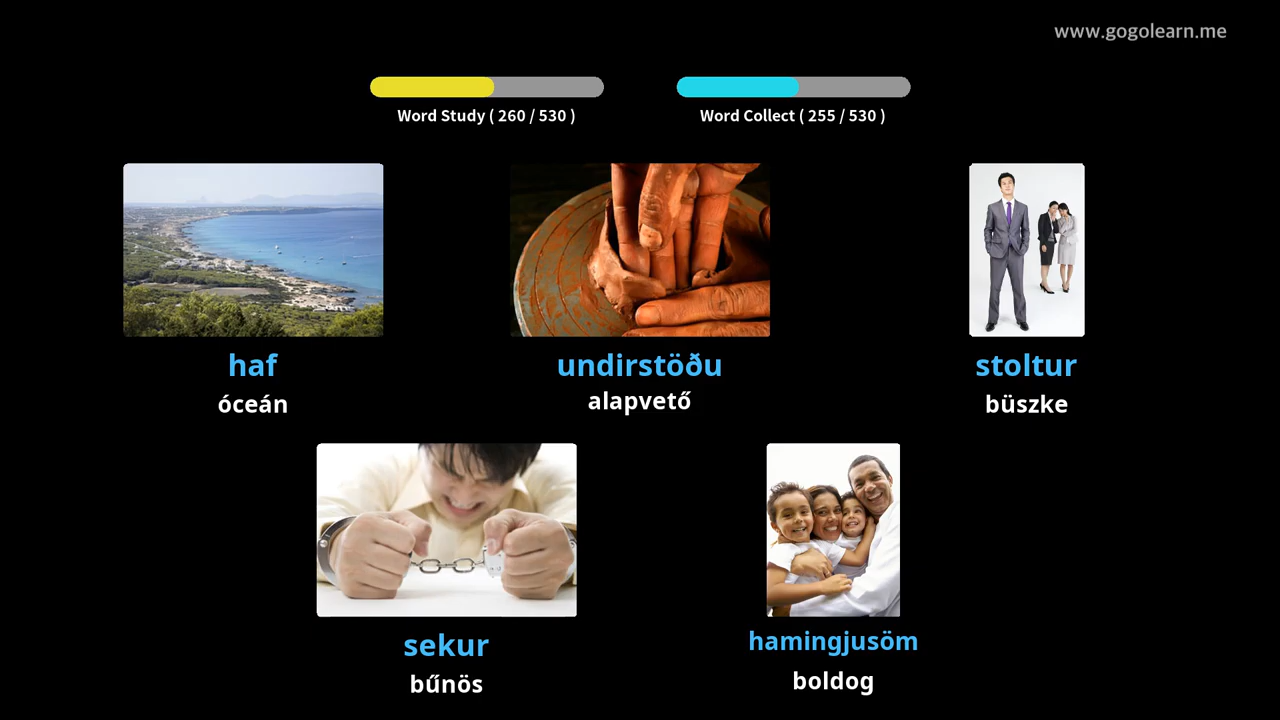 www.gogolearn.me
Word Study ( 260 / 530 )
Word Collect ( 255 / 530 )
haf
óceán
undirstöðu
alapvető
stoltur
büszke
sekur
bűnös
hamingjusöm
boldog